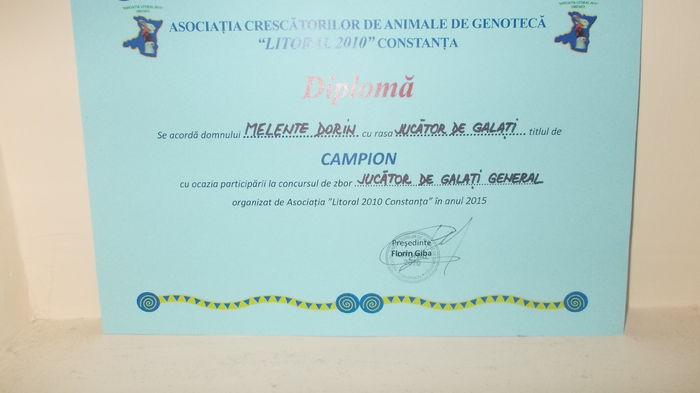 ASOCIAȚIA CRESCĂTORILOR DE ANIMALE DE GENOTECĂ
"LITORAL 2010" CONSTANȚA
Diplomă
Se acordă domnului MELENTE DORIN cu rasa JUCĂTOR DE GALAȚI titlul de
CAMPION
cu ocazia participării la concursul de zbor JUCĂTOR DE GALAȚI GENERAL
organizat de Asociația "Litoral 2010 Constanța" în anul 2015
Președinte
Florin Giba